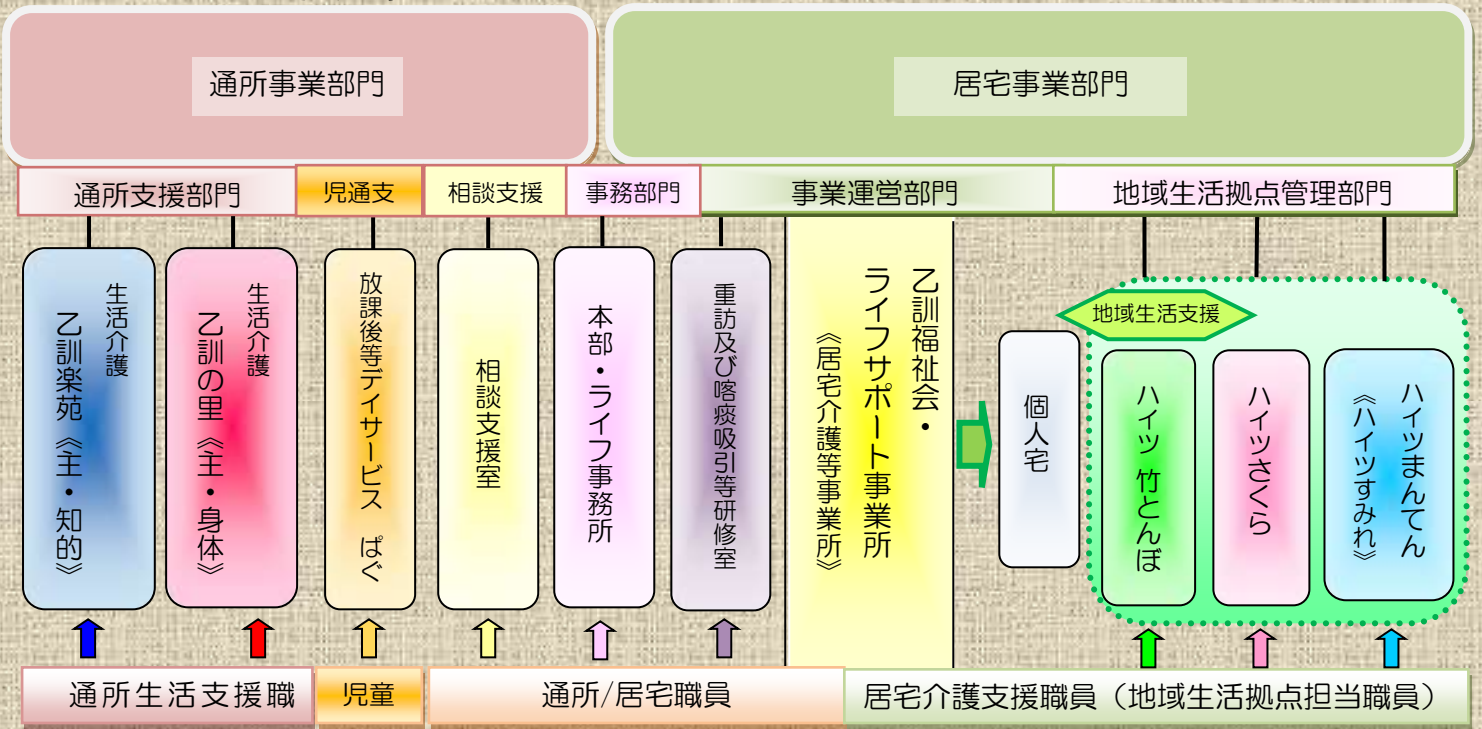 通所事業部門
居宅事業部門
通所支援部門
児通支
相談支援
事務部門
事業運営部門
地域生活拠点管理部門
生活介護
乙訓楽苑《主・知的》
生活介護
乙訓の里《主・身体》
放課後等デイサービス ぱぐ
相談支援室
本部・ライフ事務所
重訪及び喀痰吸引等研修室
乙訓福祉会・
ライフサポート事業所
《居宅介護等事業所》
個人宅
地域生活支援
ハイツ 竹とんぼ
ハイツさくら
ハイツまんてん
《ハイツすみれ》
通所生活支援職
児童
通所/居宅職員
居宅介護支援職員（地域生活拠点担当職員）